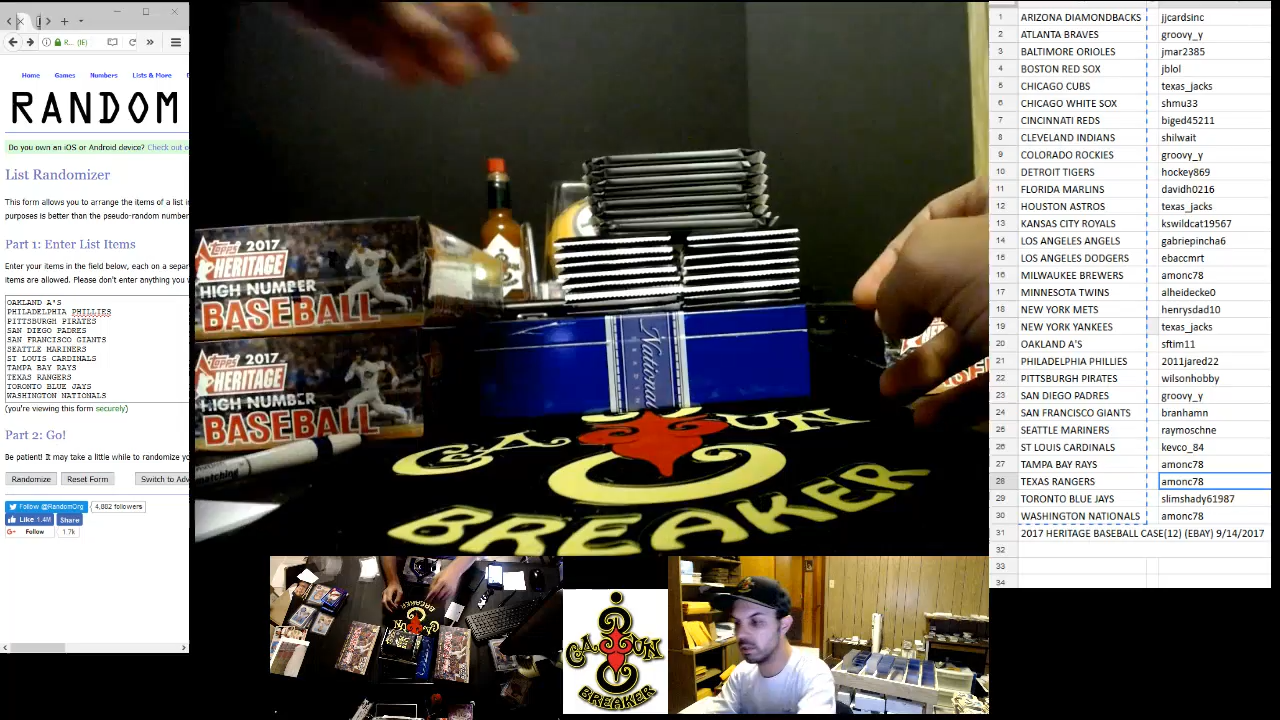 R... (IE)
Home Games Numbers Lists & More
RANDOM
Do you own an iOS or Android device? Check out o
List Randomizer
This form allows you to arrange the items of a list i
purposes is better than the pseudo-random number
Part 1: Enter List Items
Enter your items in the field below, each on a separ
items are allowed. Please don't enter anything you
OAKLAND A'S
PHILADELPHIA PHILLIES
PITTSBURGH PIRATES
SAN DIEGO PADRES
SAN FRANCISCO GIANTS
SEATTLE MARINERS
ST LOUIS CARDINALS
TAMPA BAY RAYS
TEXAS RANGERS
TORONTO BLUE JAYS
WASHINGTON NATIONALS
(you're viewing this form securely)
Part 2: Go!
Be patient! It may take a little while to randomize yo
Randomize Reset Form Switch to Adv
Follow @RandomOrg 4,882 followers
Like 1.4M Share
Follow 1.7k
TOPPS 2017
HERITAGE
HIGH NUMBER
BASEBALL
TOPPS 2017
HERITAGE
HIGH NUMBER
BASEBALL
National
CAJUN
BREAKER
CAJUN
BREAKER
1 ARIZONA DIAMONDBACKS jjcardsinc
2 ATLANTA BRAVES groovy_y
3 BALTIMORE ORIOLES jmar2385
4 BOSTON RED SOX jblol
5 CHICAGO CUBS texas_jacks
6 CHICAGO WHITE SOX shmu33
7 CINCINNATI REDS biged45211
8 CLEVELAND INDIANS shilwait
9 COLORADO ROCKIES groovy_y
10 DETROIT TIGERS hockey869
11 FLORIDA MARLINS davidh0216
12 HOUSTON ASTROS texas_jacks
13 KANSAS CITY ROYALS kswildcat19567
14 LOS ANGELES ANGELS gabriepincha6
15 LOS ANGELES DODGERS ebaccmrt
16 MILWAUKEE BREWERS amonc78
17 MINNESOTA TWINS alheidecke0
18 NEW YORK METS henrysdad10
19 NEW YORK YANKEES texas_jacks
20 OAKLAND A'S sftim11
21 PHILADELPHIA PHILLIES 2011jared22
22 PITTSBURGH PIRATES wilsonhobby
23 SAN DIEGO PADRES groovy_y
24 SAN FRANCISCO GIANTS branhamn
25 SEATTLE MARINERS raymoschne
26 ST LOUIS CARDINALS kevco_84
27 TAMPA BAY RAYS amonc78
28 TEXAS RANGERS amonc78
29 TORONTO BLUE JAYS slimshady61987
30 WASHINGTON NATIONALS amonc78
31 2017 HERITAGE BASEBALL CASE(12) (EBAY) 9/14/2017
32
33
34